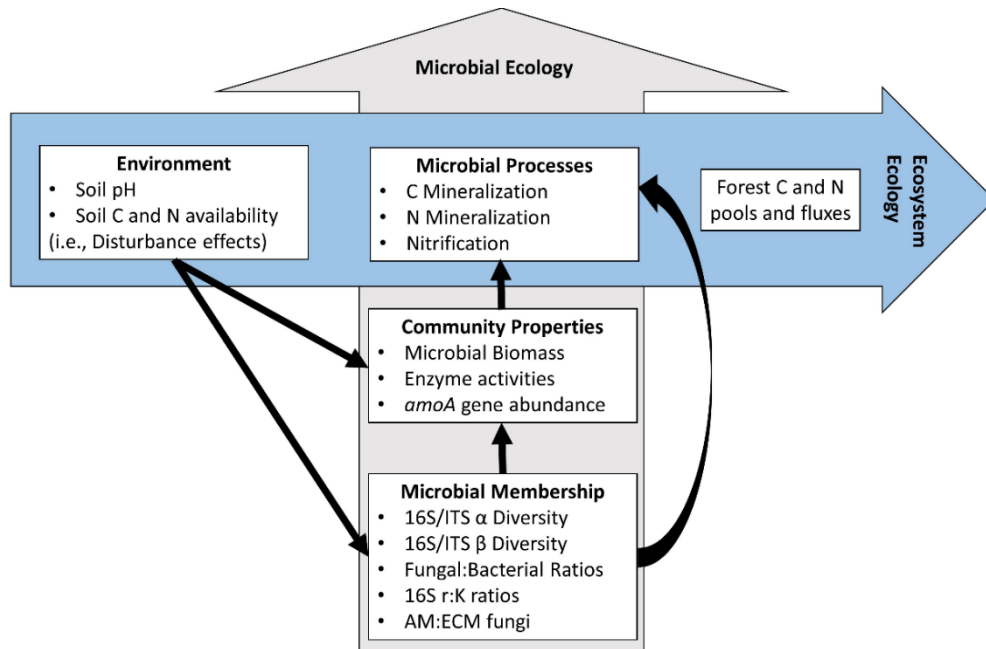 Microbial Ecology
Environment
• Soil pH
• Soil C and N availability
(i.e., Disturbance effects)
Microbial Processes
• C Mineralization
• N Mineralization
• Nitrification
Forest C and N
pools and fluxes
Ecosystem
Ecology
Community Properties
• Microbial Biomass
• Enzyme activities
• amoA gene abundance
Microbial Membership
• 16S/ITS α Diversity
• 16S/ITS β Diversity
• Fungal:Bacterial Ratios
• 16S r:K ratios
• AM:ECM fungi